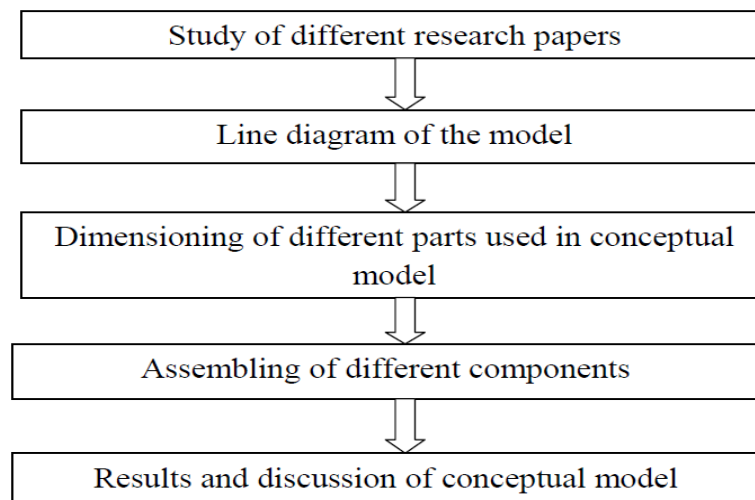 Study of different research papers
Line diagram of the model
Dimensioning of different parts used in conceptual
model
Assembling of different components
Results and discussion of conceptual model